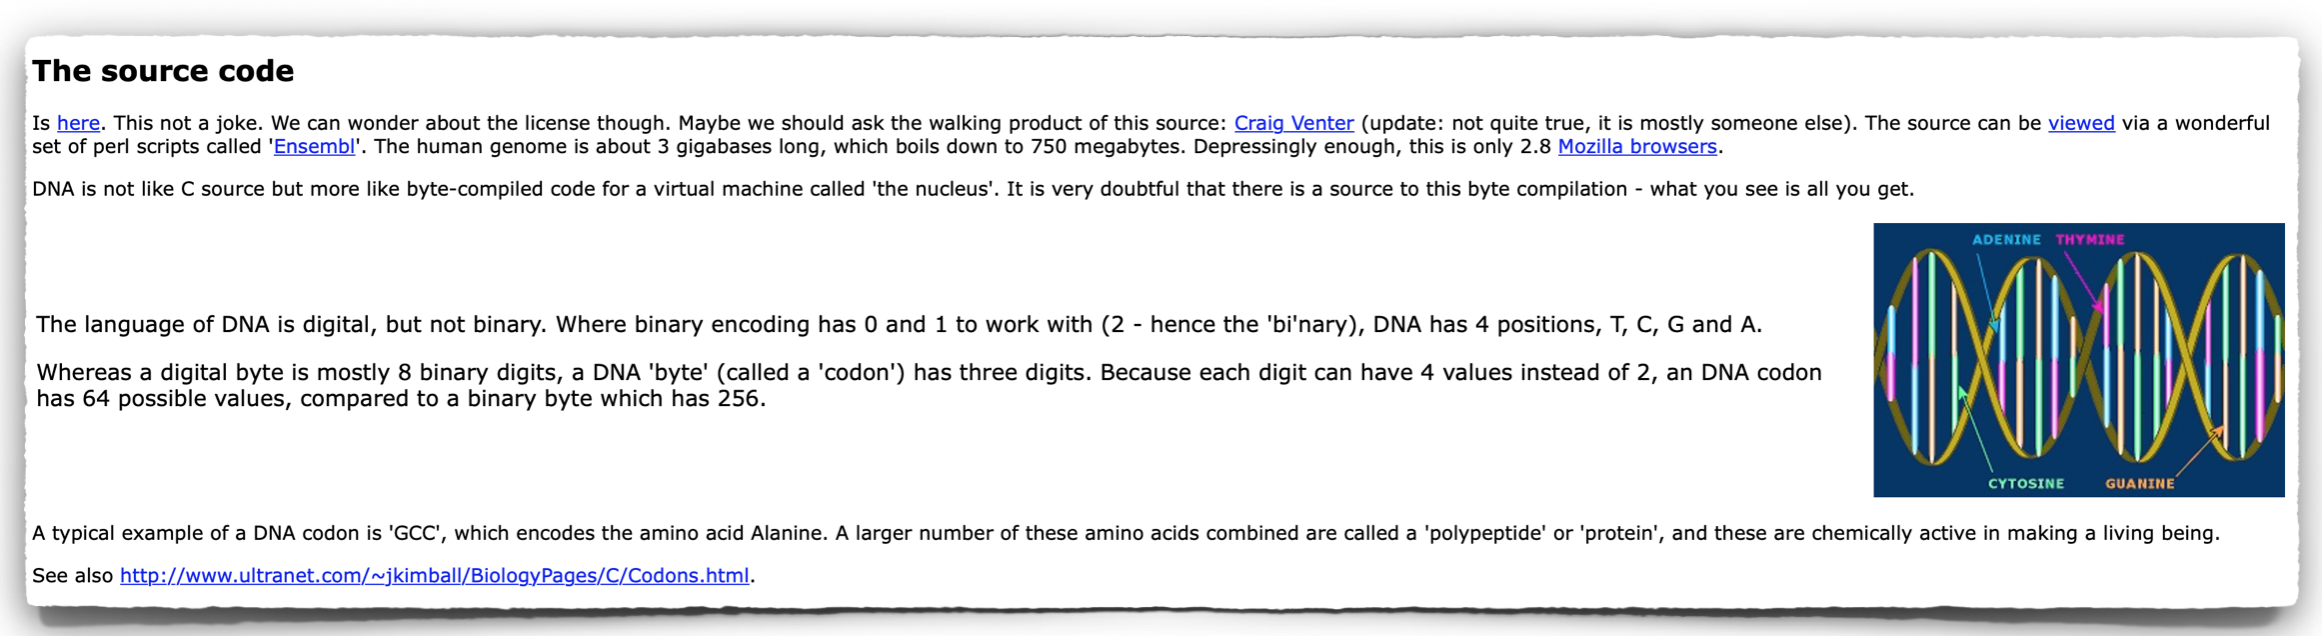 The source code
Is here. This not a joke. We can wonder about the license though. Maybe we should ask the walking product of this source: Craig Venter (update: not quite true, it is mostly someone else). The source can be viewed via a wonderful
set of perl scripts called 'Ensembl'. The human genome is about 3 gigabases long, which boils down to 750 megabytes. Depressingly enough, this is only 2.8 Mozilla browsers.
DNA is not like C source but more like byte-compiled code for a virtual machine called 'the nucleus'. It is very doubtful that there is a source to this byte compilation - what you see is all you get.
The language of DNA is digital, but not binary. Where binary encoding has 0 and 1 to work with (2 - hence the 'bi'nary), DNA has 4 positions, T, C, G and A.
Whereas a digital byte is mostly 8 binary digits, a DNA 'byte' (called a 'codon') has three digits. Because each digit can have 4 values instead of 2, an DNA codon
has 64 possible values, compared to a binary byte which has 256.
ADENINE THYMINE
CYTOSINE GUANINE
A typical example of a DNA codon is 'GCC', which encodes the amino acid Alanine. A larger number of these amino acids combined are called a 'polypeptide' or 'protein', and these are chemically active in making a living being.
See also http://www.ultranet.com/~jkimball/BiologyPages/C/Codons.html.